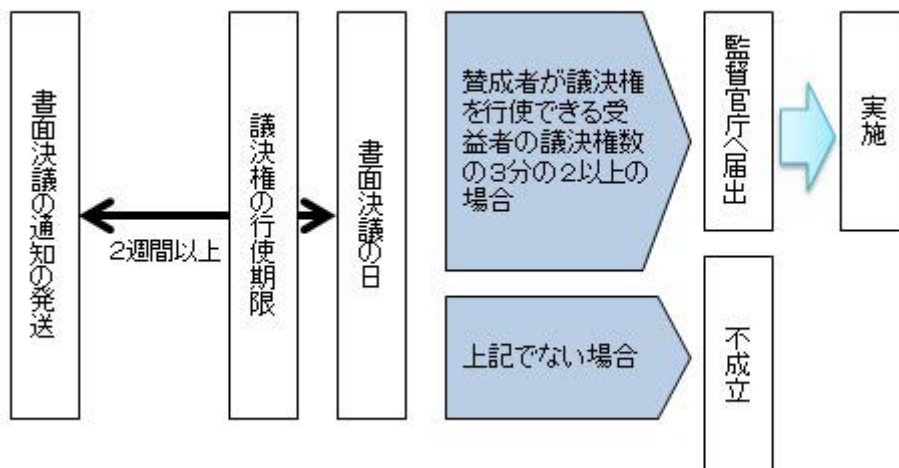 書面決議の通知の発送
2週間以上
議決権の行使期限
書面決議の日
賛成者が議決権
を行使できる受
益者の議決権数
の3分の2以上の
場合
監督官庁へ届出
実施
上記でない場合
不成立